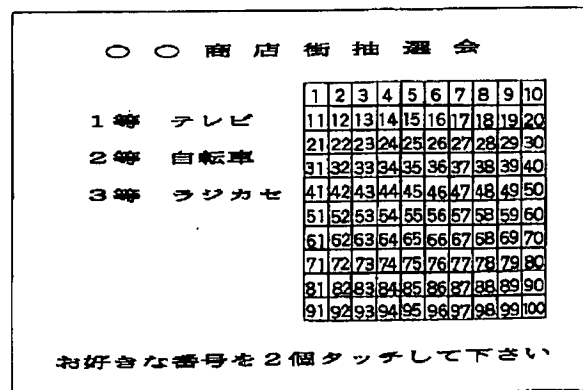 ○○商店街抽選会
1等 テレビ
2等 自転車
3等 ラジカセ
1 2 3 4 5 6 7 8 9 10
11 12 13 14 15 16 17 18 19 20
21 22 23 24 25 26 27 28 29 30
31 32 33 34 35 36 37 38 39 40
41 42 43 44 45 46 47 48 49 50
51 52 53 54 55 56 57 58 59 60
61 62 63 64 65 66 67 68 69 70
71 72 73 74 75 76 77 78 79 80
81 82 83 84 85 86 87 88 89 90
91 92 93 94 95 96 97 98 99 100
お好きな番号を2個タッチして下さい